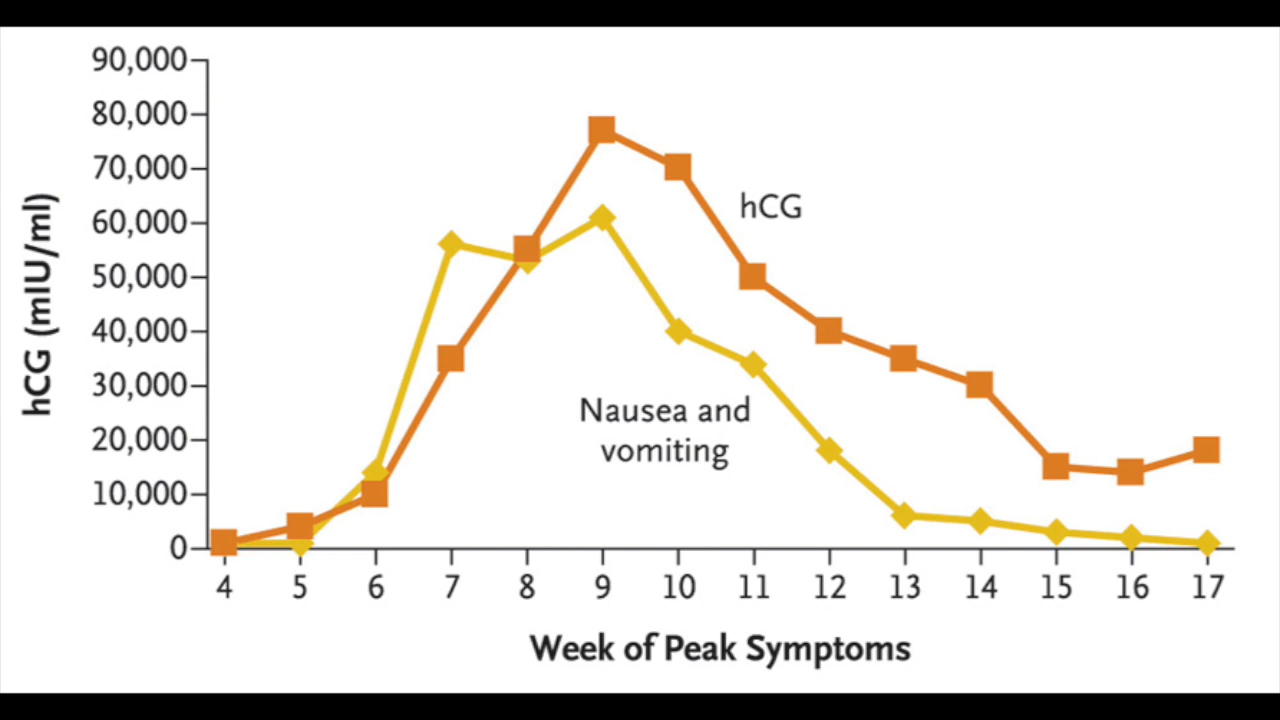 90,000
80,000
70,000
60,000
50,000
40,000
30,000
20,000
10,000
0
hCG (mIU/ml)
hCG
Nausea and
vomiting
4 5 6 7 8 9 10 11 12 13 14 15 16 17
Week of Peak Symptoms